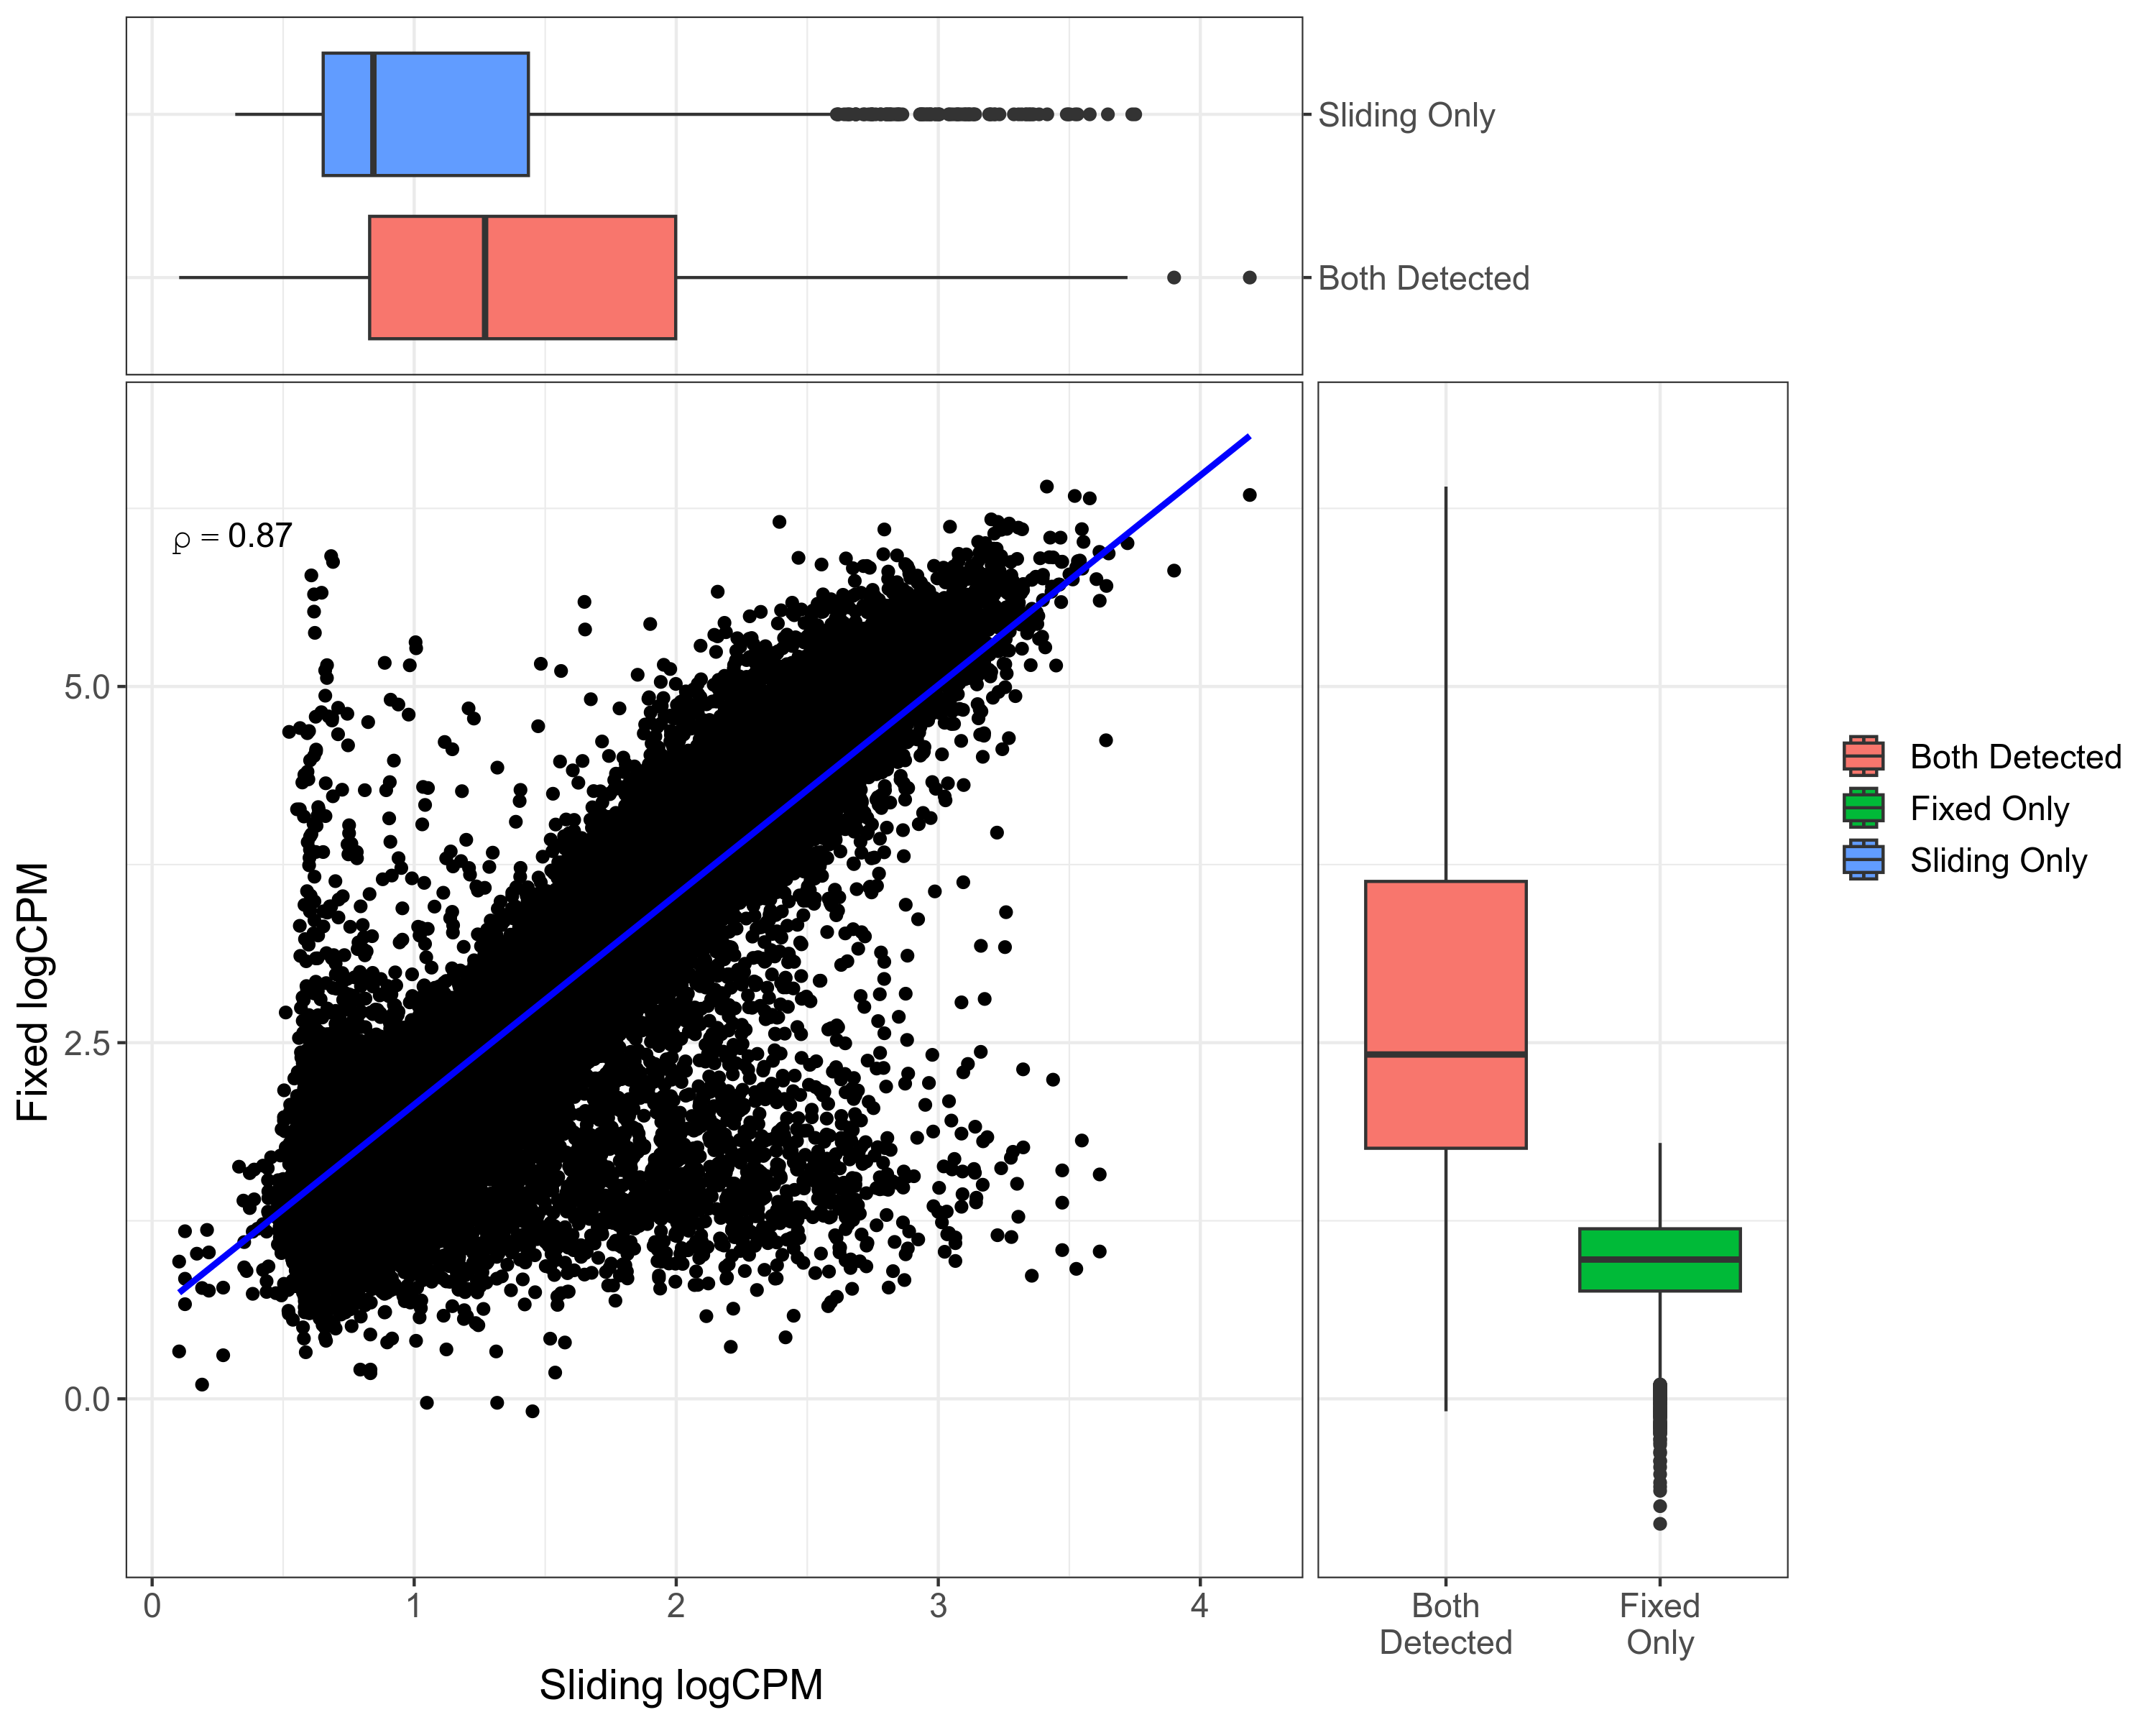 Sliding Only
Both Detected
ρ = 0.87
5.0
2.5
0.0
Fixed logCPM
0 1 2 3 4
Sliding logCPM
Both
Detected
Fixed
Only
Both Detected
Fixed Only
Sliding Only